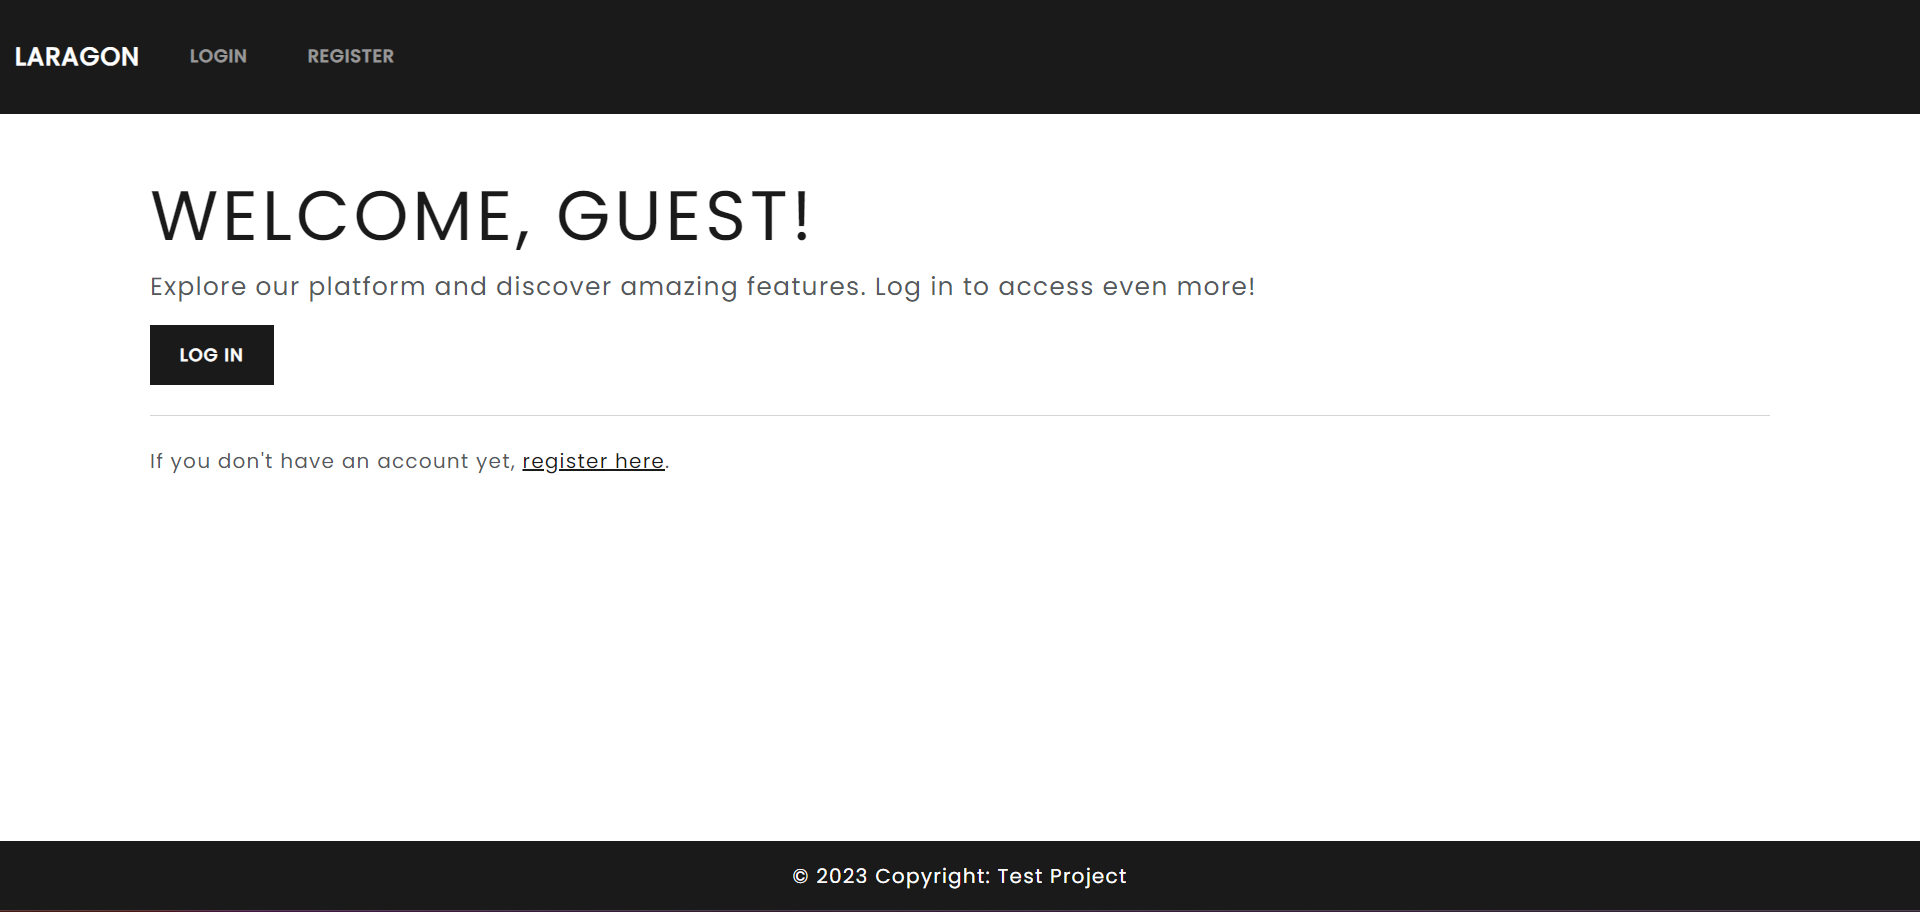 LARAGON LOGIN REGISTER
WELCOME, GUEST!
Explore our platform and discover amazing features. Log in to access even more!
LOG IN
If you don't have an account yet, register here.
© 2023 Copyright: Test Project